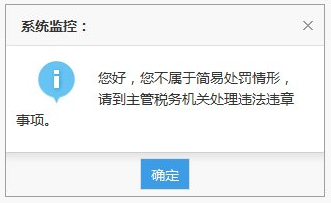 系统监控：
您好，您不属于简易处罚情形，
请到主管税务机关处理违法违章
事项。
确定